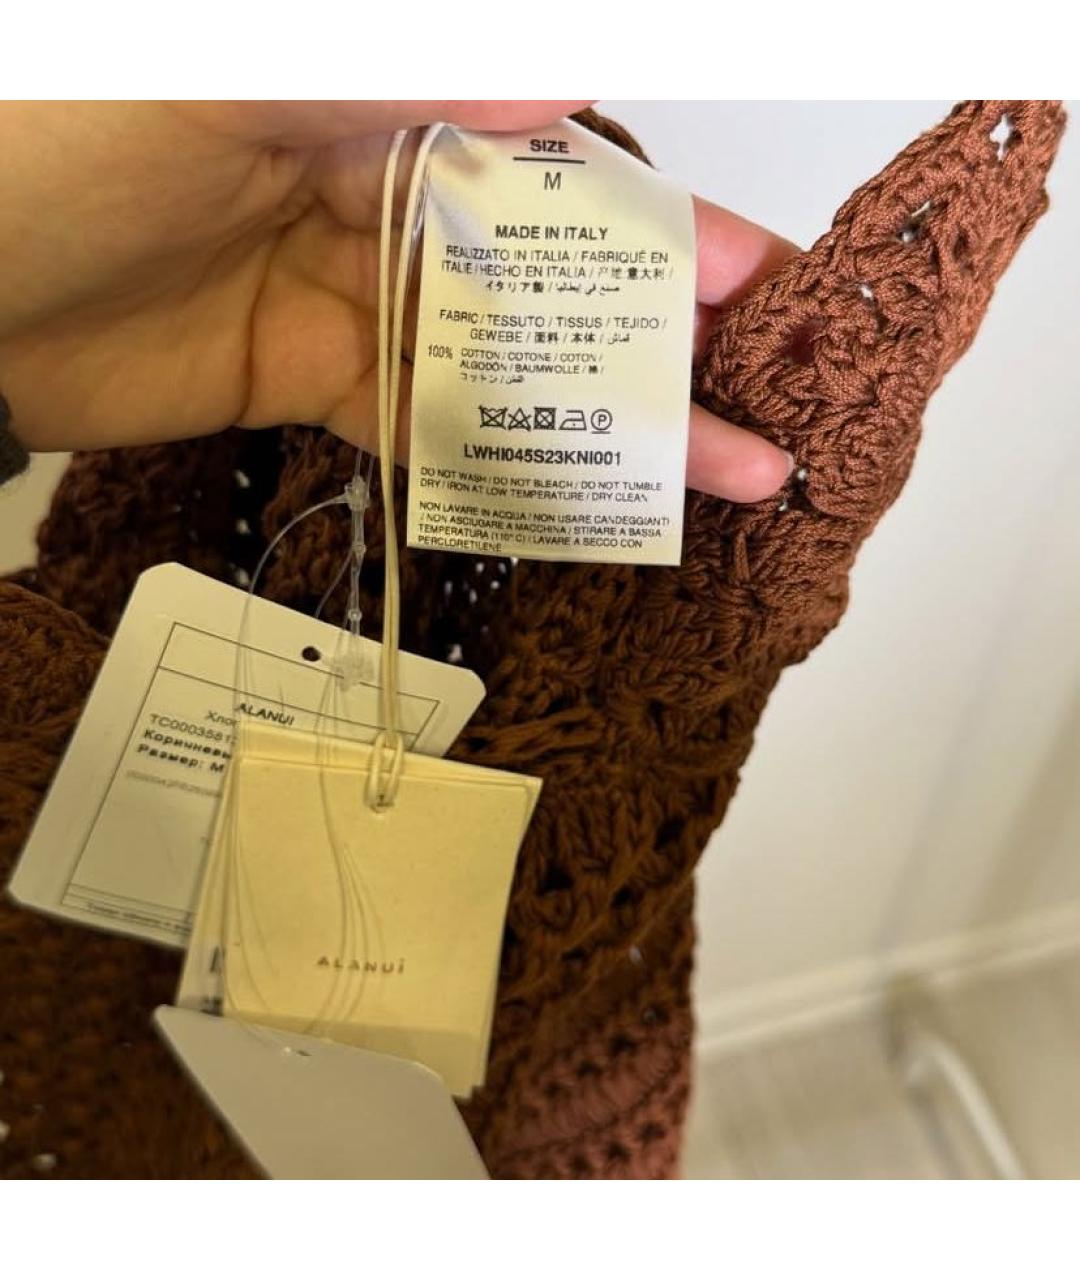 SIZE
M
MADE IN ITALY
REALIZZATO IN ITALIA / FABRIQUÉ EN
ITALIE / HECHO EN ITALIA / 产地 意大利 /
イタリア製 / صنع في إيطاليا
FABRIC / TESSUTO / TISSUS / TEJIDO /
GEWEBE / 面料 / 本体 / قماش
100% COTTON / COTONE / COTON /
ALGODÓN / BAUMWOLLE / 棉 /
コットン / القطن
LWHI045S23KNI001
DO NOT WASH / DO NOT BLEACH / DO NOT TUMBLE
DRY / IRON AT LOW TEMPERATURE / DRY CLEAN
NON LAVARE IN ACQUA / NON USARE CANDEGGIANTI
/ NON ASCIUGARE A MACCHINA / STIRARE A BASSA
TEMPERATURA (110° C) / LAVARE A SECCO CON
PERCLORETILENE
ALANUI
Хлоп
TC0003581
Коричневы
Размер: M
ALANUÏ